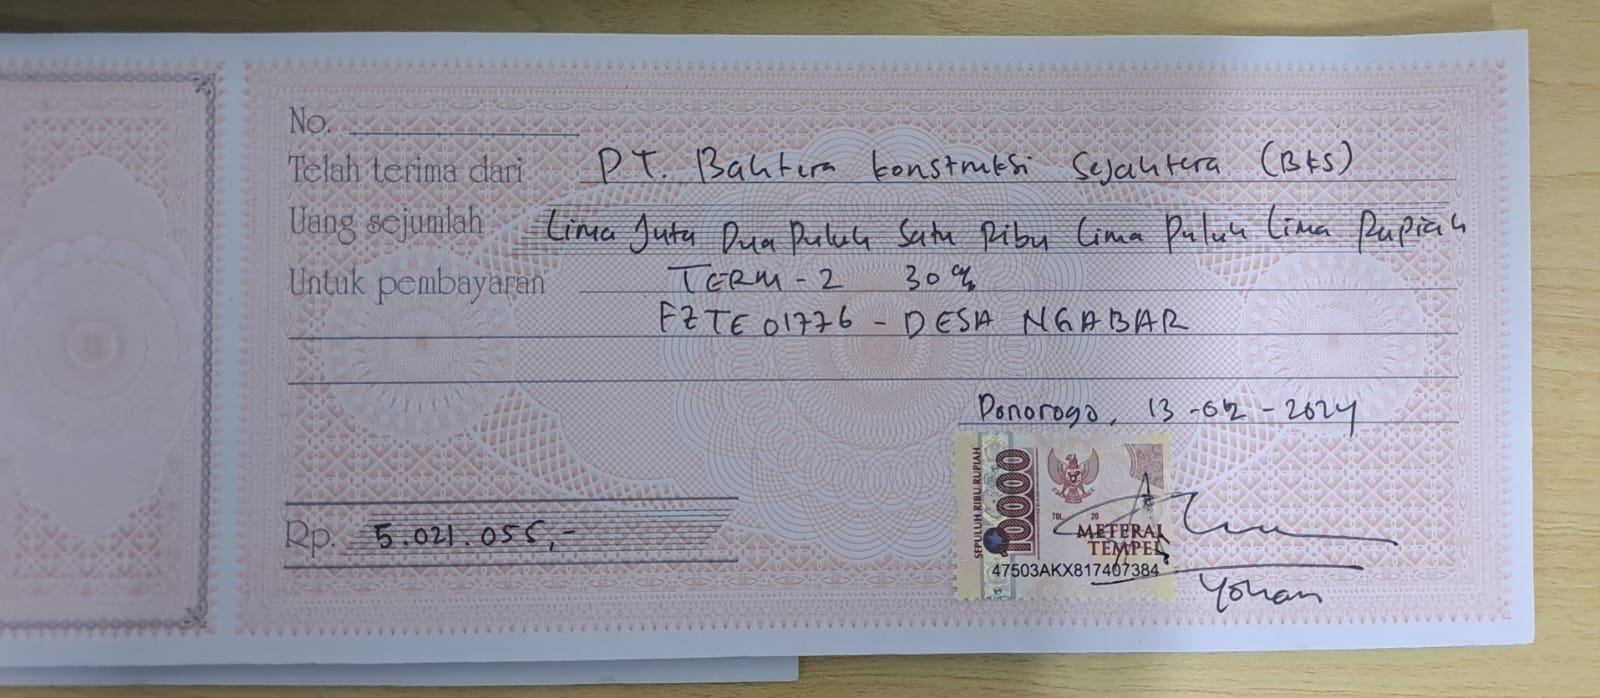 No.
Telah terima dari PT. Bahtera Konstruksi Sejahtera (BKS)
Uang sejumlah Lima Juta Dua Puluh Satu Ribu Lima Puluh Lima Rupiah
Untuk pembayaran TERM - 2 30%
EZTE01776 - DESA NGABAR
Ponorogo, 13 - 02 - 2024
Rp. 5.021.055,-
SEPULUH RIBU RUPIAH
10000
TGL. 20
METERAI
TEMPEL
47503AKX817407384
Yohan